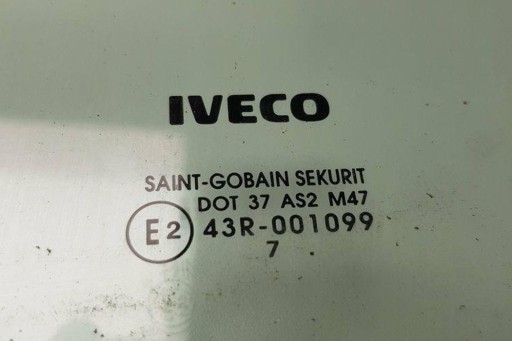 IVECO
SAINT-GOBAIN SEKURIT
DOT 37 AS2 M47
E2 43R-001099
7